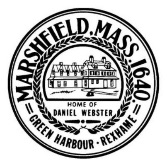 MARSHFIELD, MASS. 1640.
HOME OF
DANIEL WEBSTER
GREEN HARBOUR - REXHAME